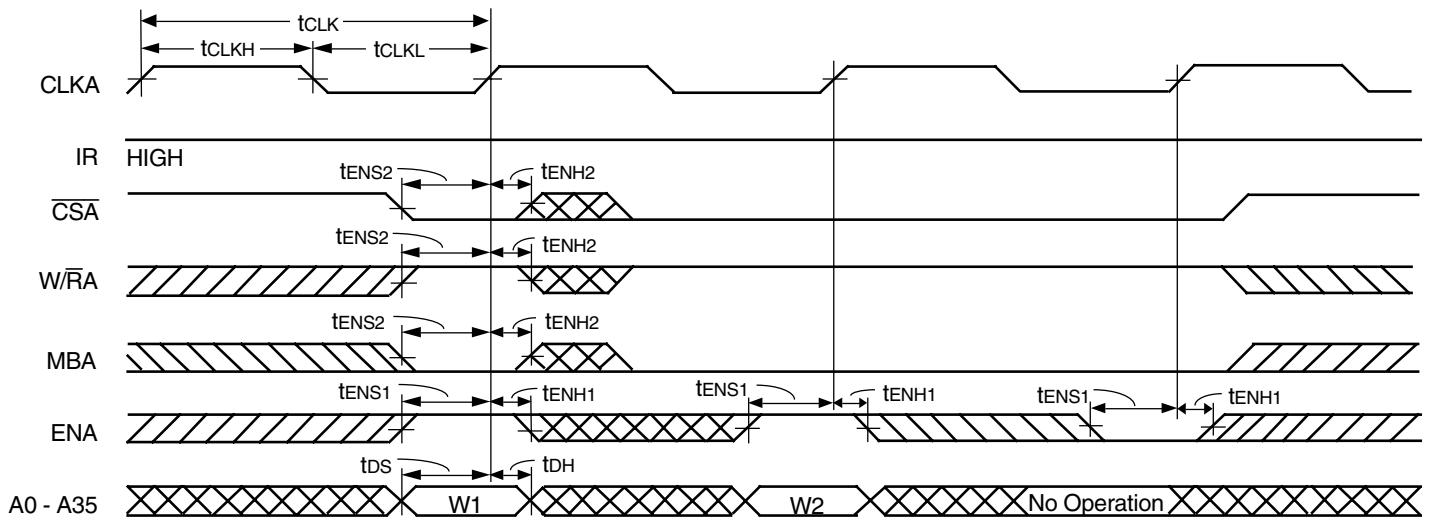 tCLK
tCLKH tCLKL
CLKA
IR HIGH
tENS2 tENH2
CSA
tENS2 tENH2
W/RA
tENS2 tENH2
MBA
tENS1 tENH1 tENS1 tENH1 tENS1 tENH1
ENA
tDS tDH
A0 - A35 W1 W2 No Operation